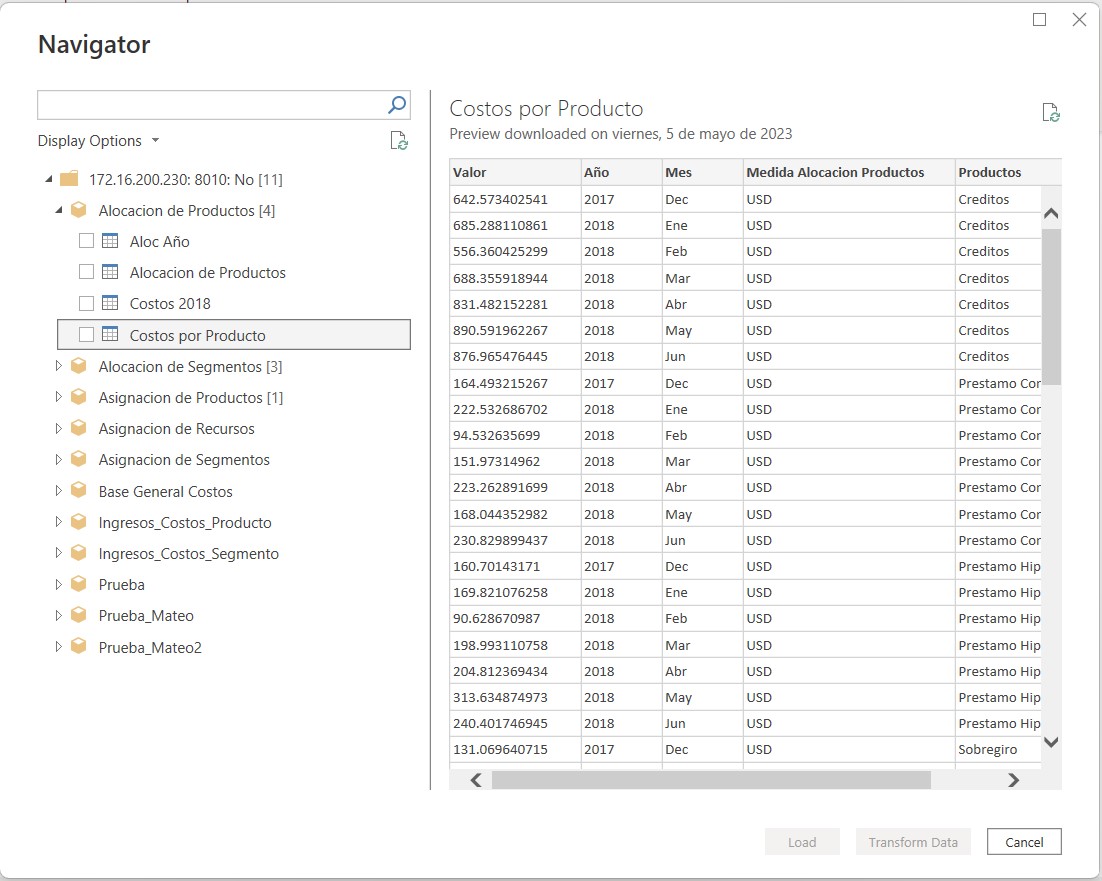 Navigator
Display Options
172.16.200.230: 8010: No [11]
Alocacion de Productos [4]
Aloc Año
Alocacion de Productos
Costos 2018
Costos por Producto
Alocacion de Segmentos [3]
Asignacion de Productos [1]
Asignacion de Recursos
Asignacion de Segmentos
Base General Costos
Ingresos_Costos_Producto
Ingresos_Costos_Segmento
Prueba
Prueba_Mateo
Prueba_Mateo2
Costos por Producto
Preview downloaded on viernes, 5 de mayo de 2023
Valor Año Mes Medida Alocacion Productos Productos
642.573402541 2017 Dec USD Creditos
685.288110861 2018 Ene USD Creditos
556.360425299 2018 Feb USD Creditos
688.355918944 2018 Mar USD Creditos
831.482152281 2018 Abr USD Creditos
890.591962267 2018 May USD Creditos
876.965476445 2018 Jun USD Creditos
164.493215267 2017 Dec USD Prestamo Cor
222.532686702 2018 Ene USD Prestamo Cor
94.532635699 2018 Feb USD Prestamo Cor
151.97314962 2018 Mar USD Prestamo Cor
223.262891699 2018 Abr USD Prestamo Cor
168.044352982 2018 May USD Prestamo Cor
230.829899437 2018 Jun USD Prestamo Cor
160.70143171 2017 Dec USD Prestamo Hip
169.821076258 2018 Ene USD Prestamo Hip
90.628670987 2018 Feb USD Prestamo Hip
198.993110758 2018 Mar USD Prestamo Hip
204.812369434 2018 Abr USD Prestamo Hip
313.634874973 2018 May USD Prestamo Hip
240.401746945 2018 Jun USD Prestamo Hip
131.069640715 2017 Dec USD Sobregiro
Load Transform Data Cancel